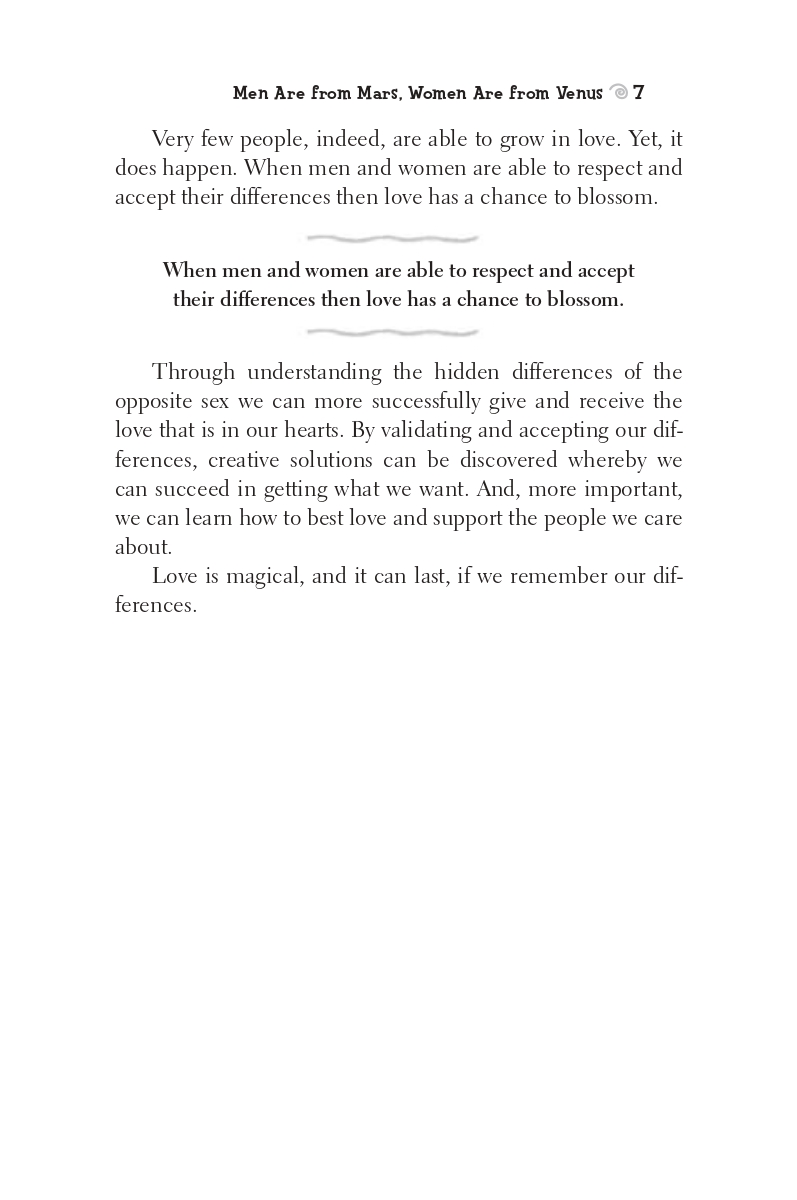 Men Are from Mars, Women Are from Venus 7
Very few people, indeed, are able to grow in love. Yet, it
does happen. When men and women are able to respect and
accept their differences then love has a chance to blossom.
When men and women are able to respect and accept
their differences then love has a chance to blossom.
Through understanding the hidden differences of the
opposite sex we can more successfully give and receive the
love that is in our hearts. By validating and accepting our dif-
ferences, creative solutions can be discovered whereby we
can succeed in getting what we want. And, more important,
we can learn how to best love and support the people we care
about.
Love is magical, and it can last, if we remember our dif-
ferences.